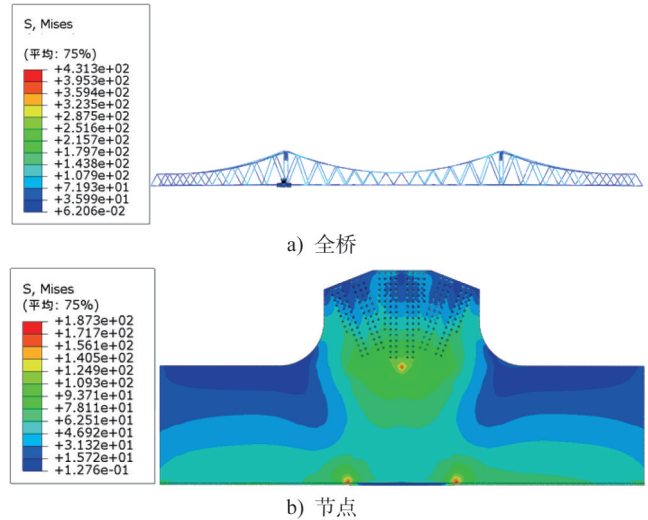 S, Mises
(平均: 75%)
+4.313e+02
+3.953e+02
+3.594e+02
+3.235e+02
+2.875e+02
+2.516e+02
+2.157e+02
+1.797e+02
+1.438e+02
+1.079e+02
+7.193e+01
+3.599e+01
+6.206e-02
a) 全桥
S, Mises
(平均: 75%)
+1.873e+02
+1.717e+02
+1.561e+02
+1.405e+02
+1.249e+02
+1.093e+02
+9.371e+01
+7.811e+01
+6.251e+01
+4.692e+01
+3.132e+01
+1.572e+01
+1.276e-01
b) 节点